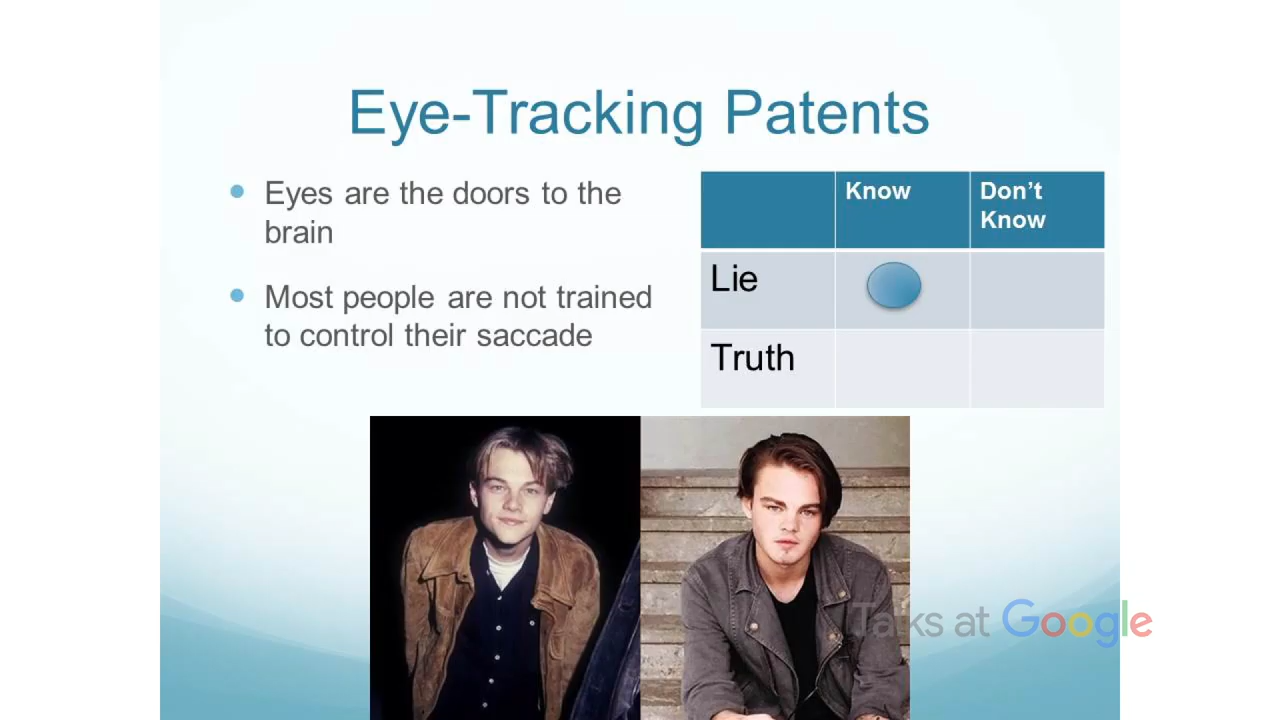 Eye-Tracking Patents
Eyes are the doors to the
brain
Most people are not trained
to control their saccade
Know
Don’t
Know
Lie
Truth
Talks at Google